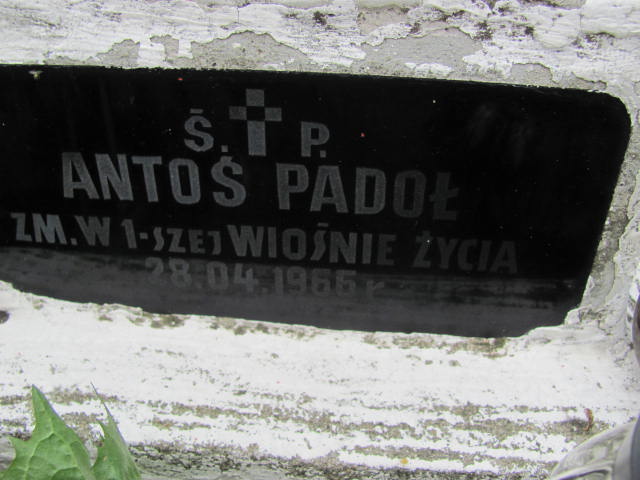 Ś. P.
ANTOŚ PADOŁ
ZM. W 1-SZEJ WIOŚNIE ŻYCIA
28.04.1966 r